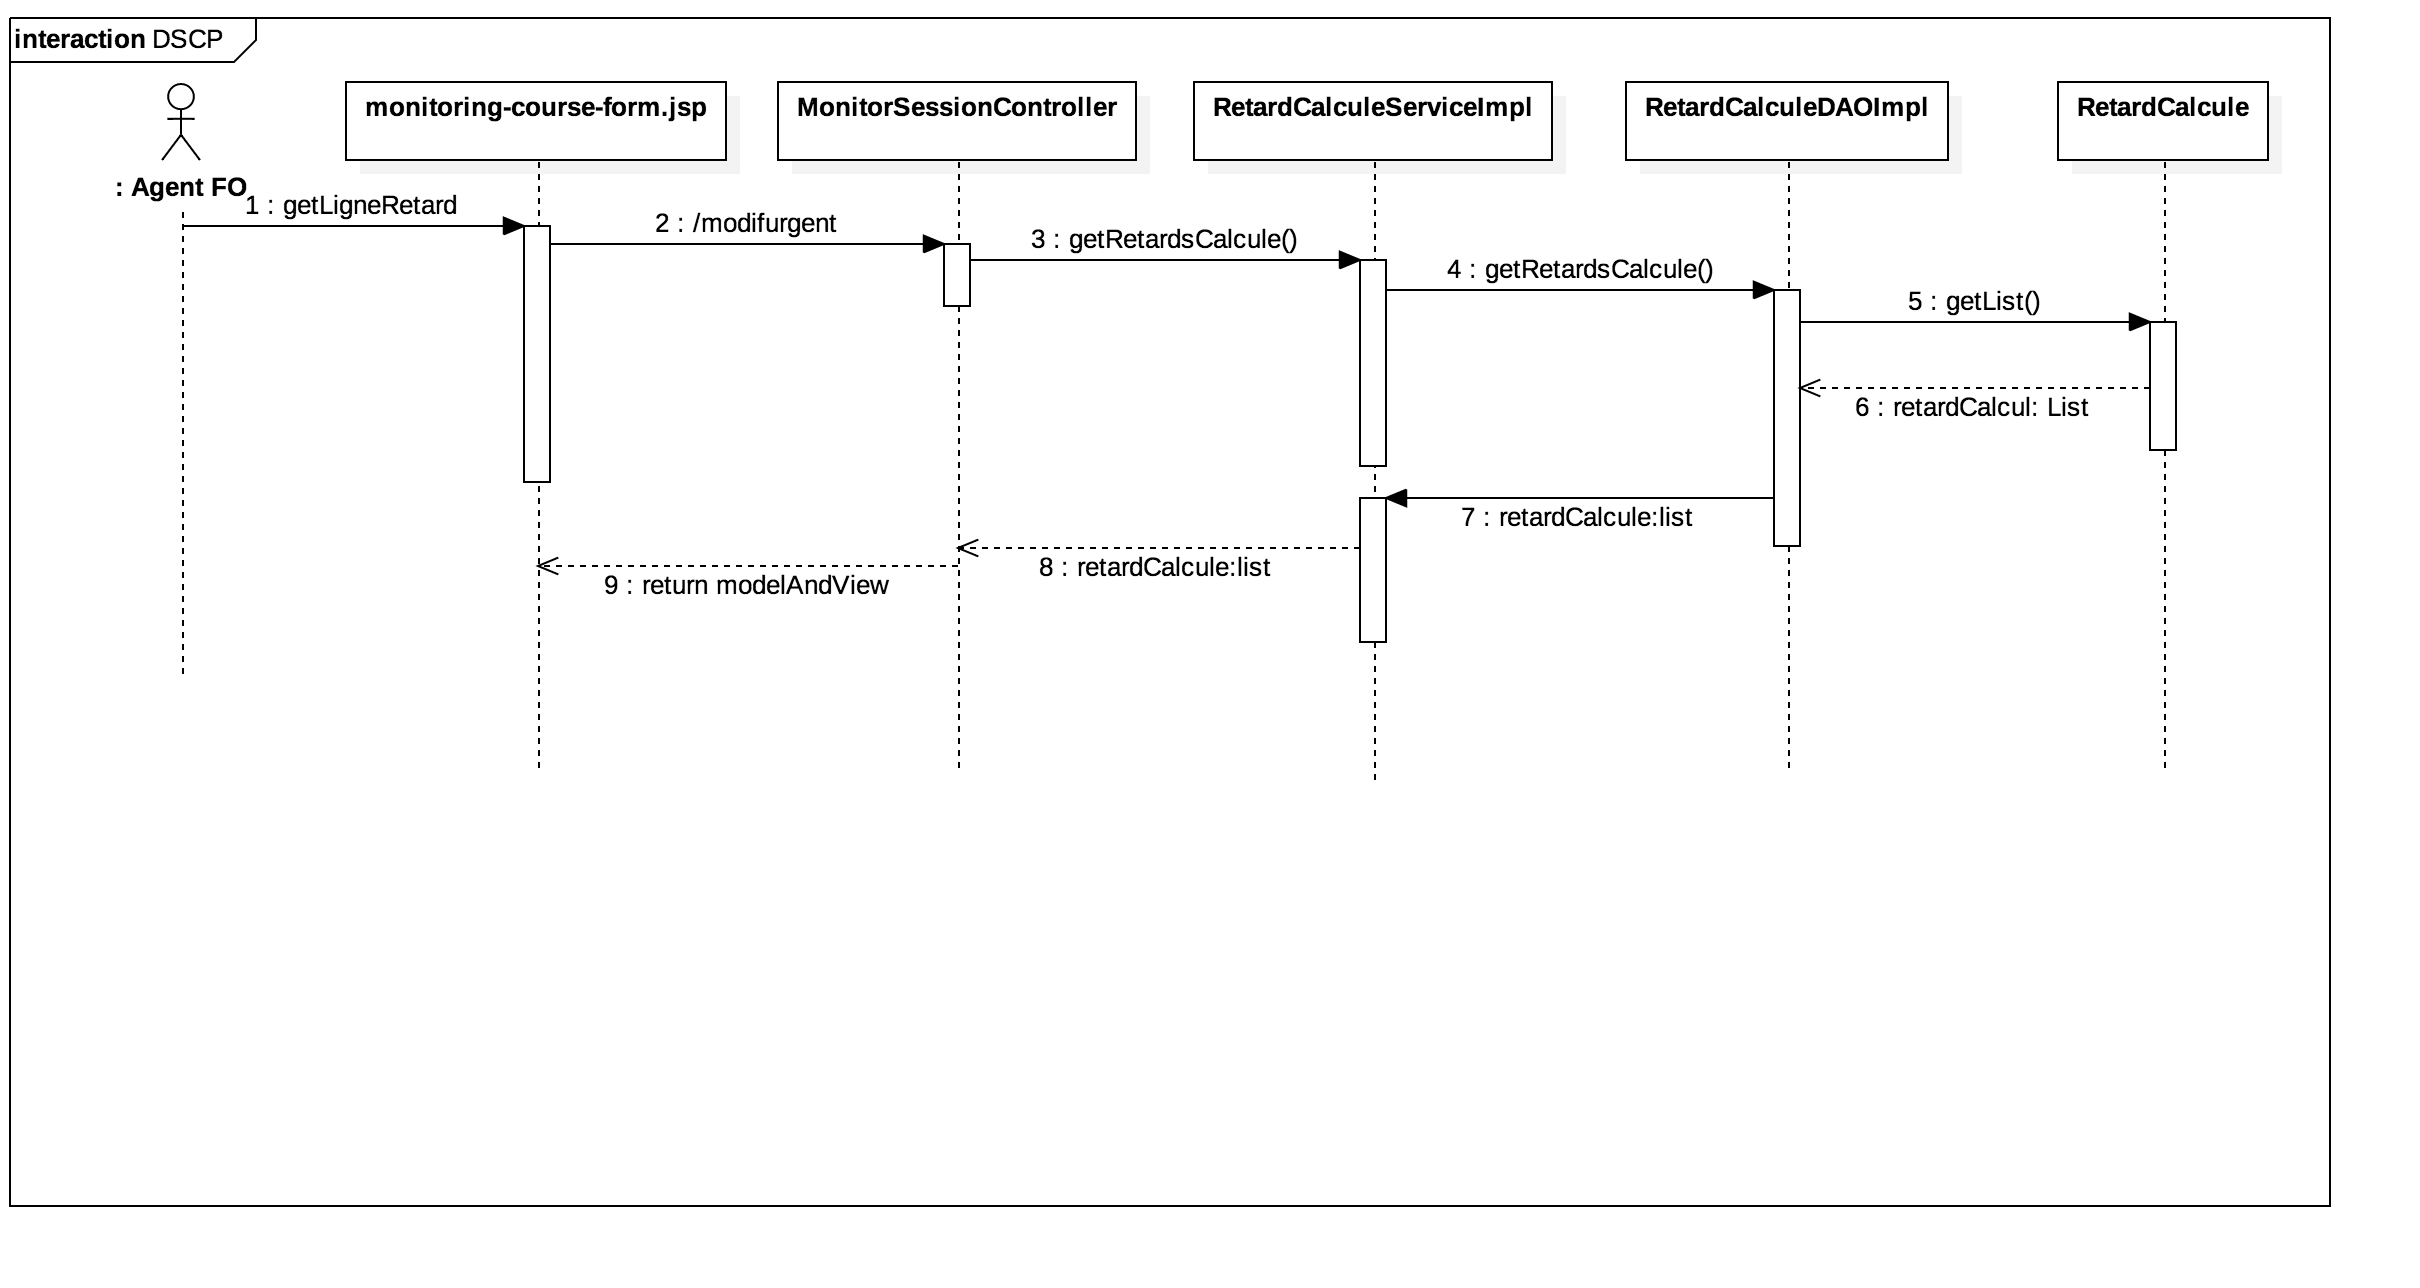 interaction DSCP
: Agent FO
monitoring-course-form.jsp
MonitorSessionController
RetardCalculeServiceImpl
RetardCalculeDAOImpl
RetardCalcule
1 : getLigneRetard
2 : /modifurgent
3 : getRetardsCalcule()
4 : getRetardsCalcule()
5 : getList()
6 : retardCalcul: List
7 : retardCalcule:list
8 : retardCalcule:list
9 : return modelAndView